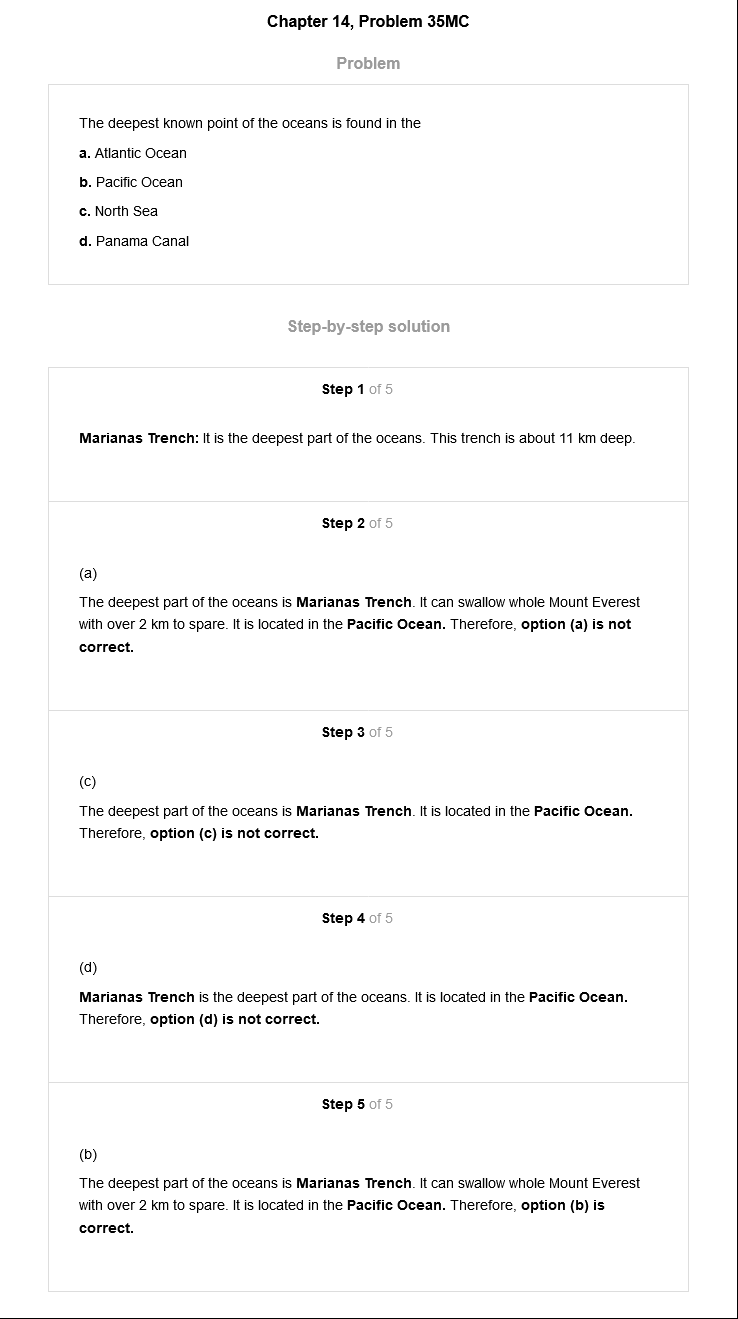 Chapter 14, Problem 35MC
Problem
The deepest known point of the oceans is found in the
a. Atlantic Ocean
b. Pacific Ocean
c. North Sea
d. Panama Canal
Step-by-step solution
Step 1 of 5
Marianas Trench: It is the deepest part of the oceans. This trench is about 11 km deep.
Step 2 of 5
(a)
The deepest part of the oceans is Marianas Trench. It can swallow whole Mount Everest
with over 2 km to spare. It is located in the Pacific Ocean. Therefore, option (a) is not
correct.
Step 3 of 5
(c)
The deepest part of the oceans is Marianas Trench. It is located in the Pacific Ocean.
Therefore, option (c) is not correct.
Step 4 of 5
(d)
Marianas Trench is the deepest part of the oceans. It is located in the Pacific Ocean.
Therefore, option (d) is not correct.
Step 5 of 5
(b)
The deepest part of the oceans is Marianas Trench. It can swallow whole Mount Everest
with over 2 km to spare. It is located in the Pacific Ocean. Therefore, option (b) is
correct.